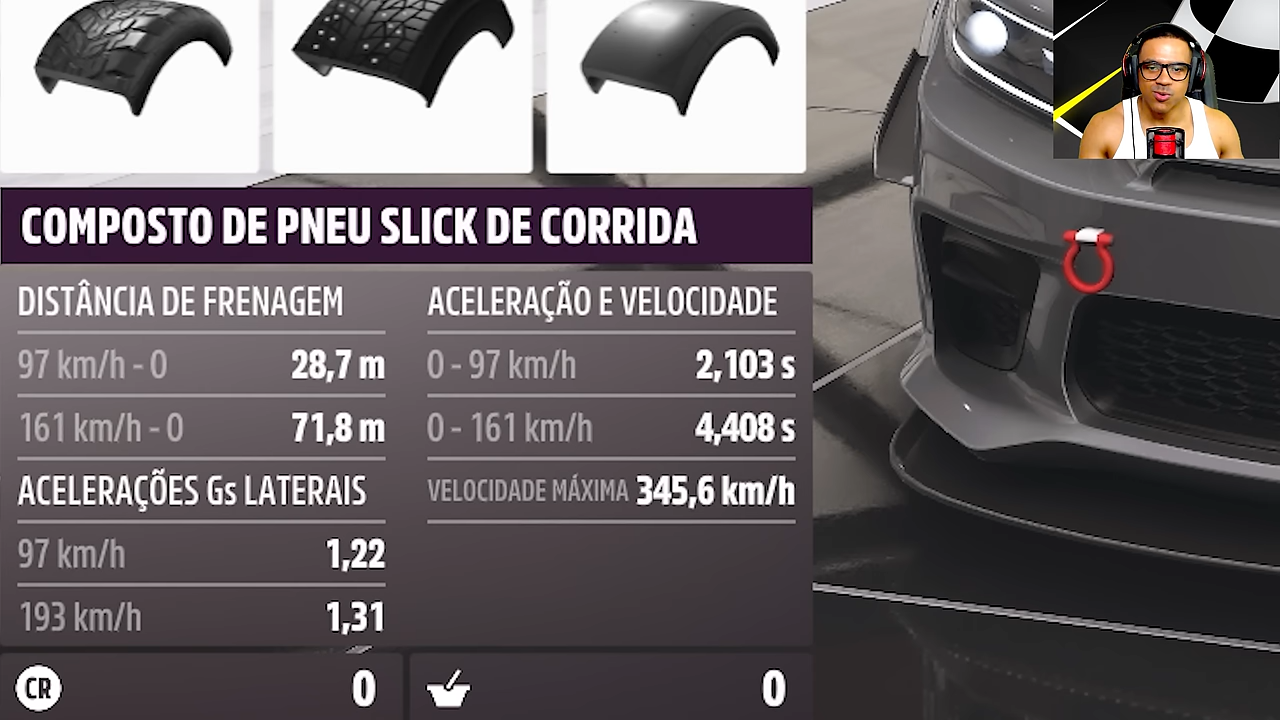 COMPOSTO DE PNEU SLICK DE CORRIDA
DISTÂNCIA DE FRENAGEM
97 km/h - 0 28,7 m
161 km/h - 0 71,8 m
ACELERAÇÕES Gs LATERAIS
97 km/h 1,22
193 km/h 1,31
ACELERAÇÃO E VELOCIDADE
0 - 97 km/h 2,103 s
0 - 161 km/h 4,408 s
VELOCIDADE MÁXIMA 345,6 km/h
CR 0
0